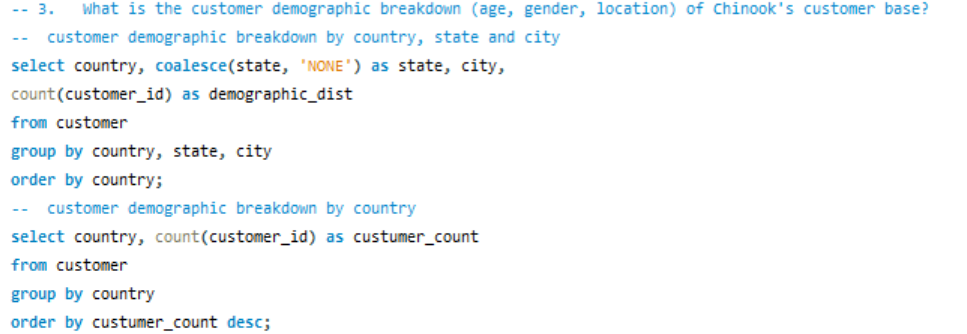 -- 3.   What is the customer demographic breakdown (age, gender, location) of Chinook's customer base?
--  customer demographic breakdown by country, state and city
select country, coalesce(state, 'NONE') as state, city,
count(customer_id) as demographic_dist
from customer
group by country, state, city
order by country;
--  customer demographic breakdown by country
select country, count(customer_id) as custumer_count
from customer
group by country
order by custumer_count desc;